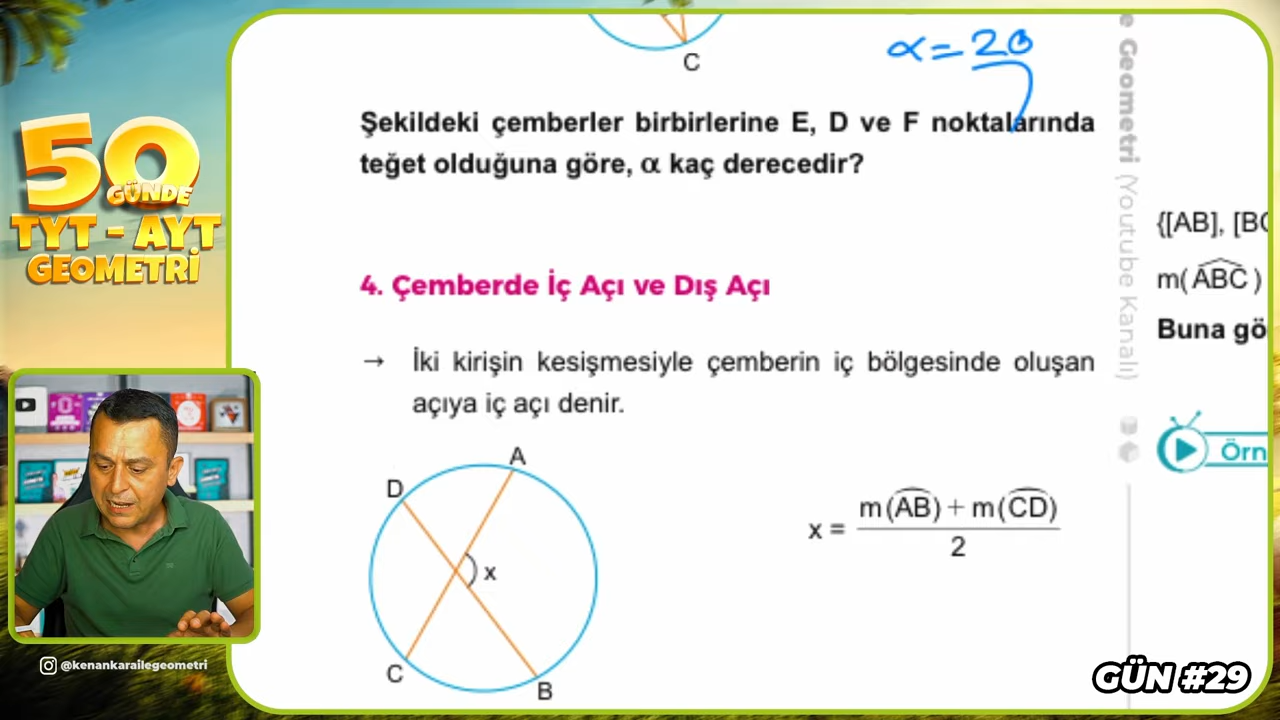 50
GÜNDE
TYT - AYT
GEOMETRİ
C
α = 20
Şekildeki çemberler birbirlerine E, D ve F noktalarında
teğet olduğuna göre, α kaç derecedir?
4. Çemberde İç Açı ve Dış Açı
→ İki kirişin kesişmesiyle çemberin iç bölgesinde oluşan
açıya iç açı denir.
A
D
x
C
B
x = (m(AB) + m(CD)) / 2
e Geometri (Youtube Kanalı)
{[AB], [BC
m(ABC)
Buna gö
Örn
@kenankarailegeometri
GÜN #29